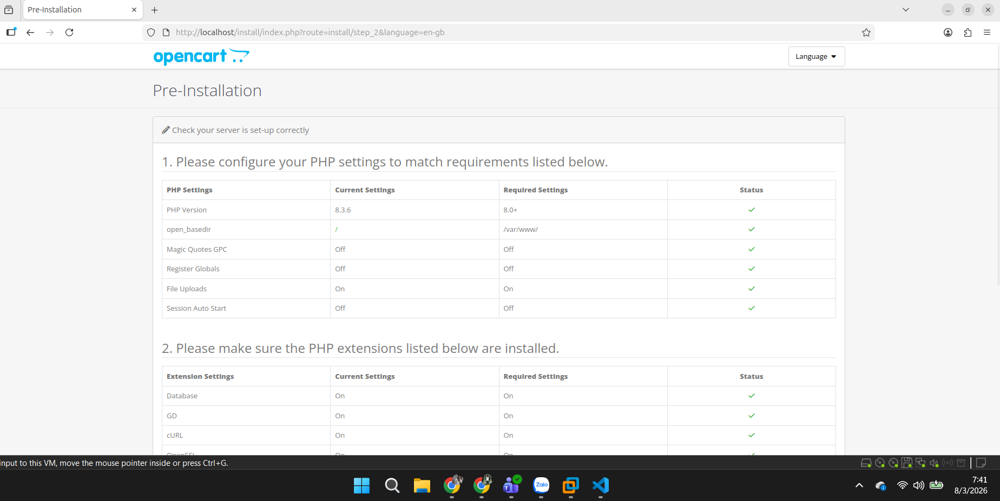 Pre-Installation
http://localhost/install/index.php?route=install/step_2&language=en-gb
opencart
Language
Pre-Installation
Check your server is set-up correctly
1. Please configure your PHP settings to match requirements listed below.
PHP Settings Current Settings Required Settings Status
PHP Version 8.3.6 8.0+
open_basedir / /var/www/
Magic Quotes GPC Off Off
Register Globals Off Off
File Uploads On On
Session Auto Start Off Off
2. Please make sure the PHP extensions listed below are installed.
Extension Settings Current Settings Required Settings Status
Database On On
GD On On
cURL On On
OpenSSL On On
input to this VM, move the mouse pointer inside or press Ctrl+G.
Zalo
7:41
8/3/2026